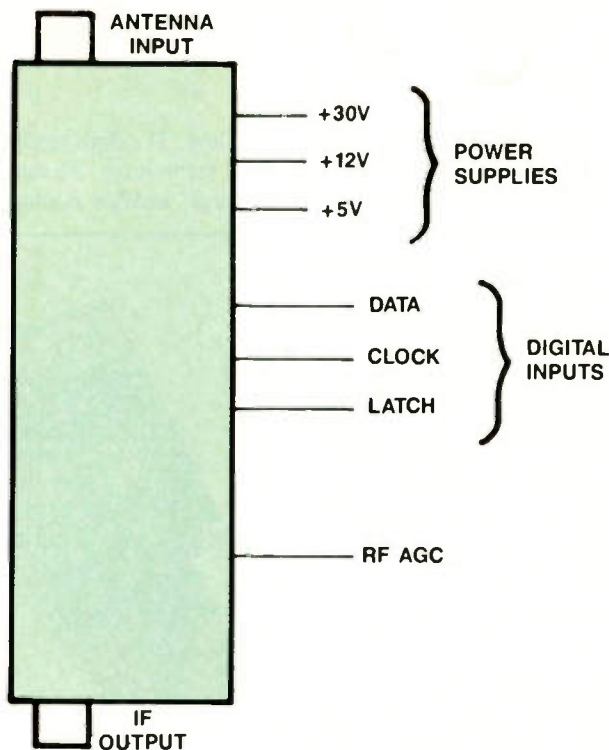 ANTENNA
INPUT
+30V
+12V
+5V
POWER
SUPPLIES
DATA
CLOCK
LATCH
DIGITAL
INPUTS
RF AGC
IF
OUTPUT